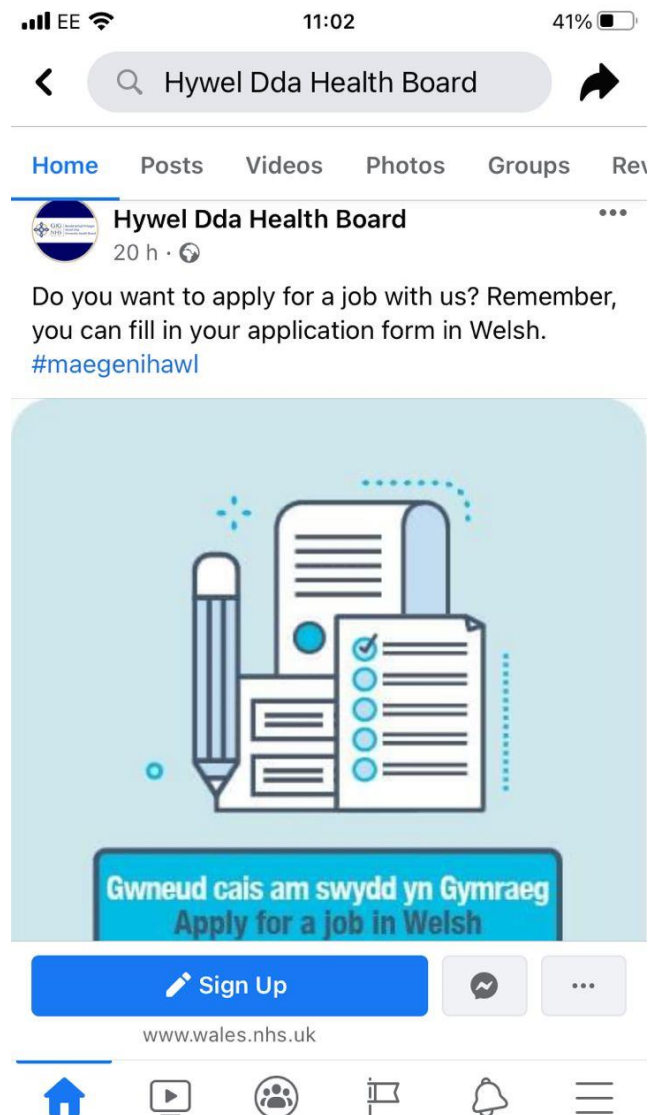 EE 11:02 41%
Hywel Dda Health Board
Home Posts Videos Photos Groups Rev
Hywel Dda Health Board
20 h ·
Do you want to apply for a job with us? Remember,
you can fill in your application form in Welsh.
#maegenihawl
Gwneud cais am swydd yn Gymraeg
Apply for a job in Welsh
Sign Up
www.wales.nhs.uk